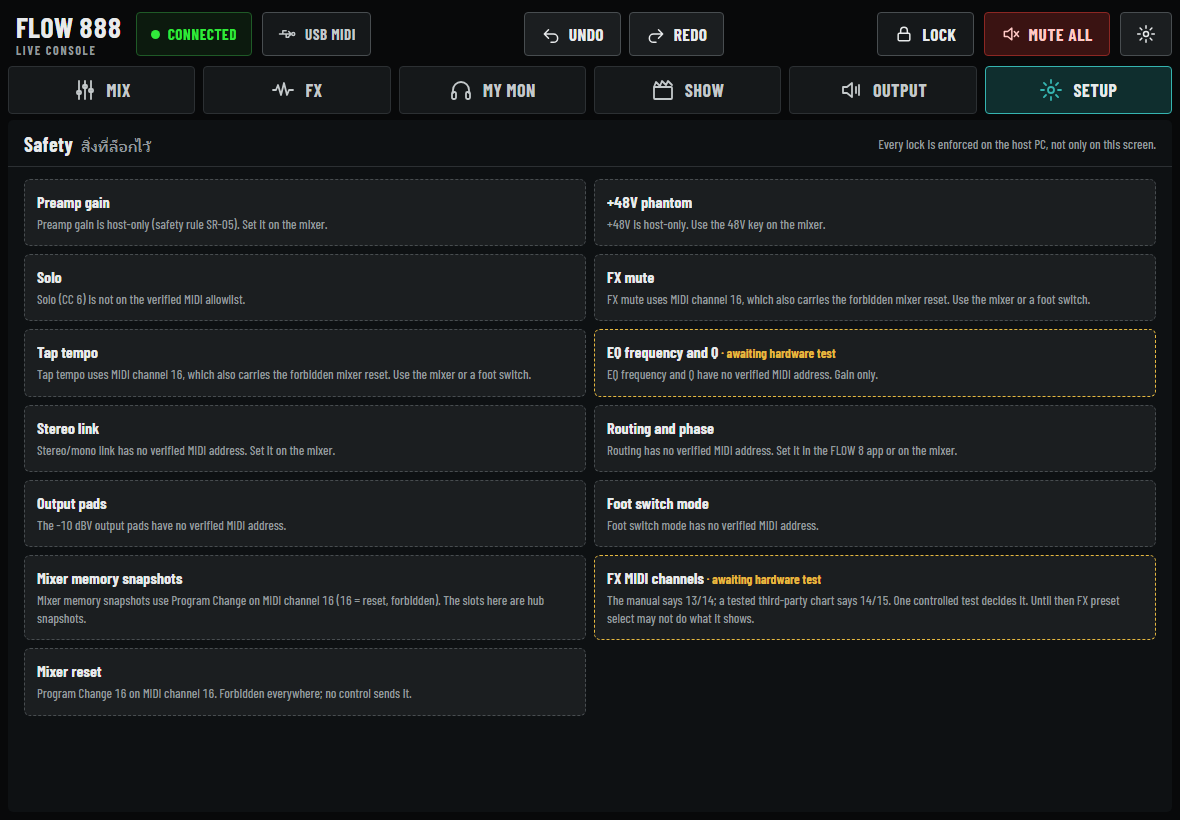 FLOW 888
LIVE CONSOLE
CONNECTED
USB MIDI
UNDO
REDO
LOCK
MUTE ALL
MIX
FX
MY MON
SHOW
OUTPUT
SETUP
Safety สิ่งที่ล็อกไว้
Every lock is enforced on the host PC, not only on this screen.
Preamp gain
Preamp gain is host-only (safety rule SR-05). Set it on the mixer.
+48V phantom
+48V is host-only. Use the 48V key on the mixer.
Solo
Solo (CC 6) is not on the verified MIDI allowlist.
FX mute
FX mute uses MIDI channel 16, which also carries the forbidden mixer reset. Use the mixer or a foot switch.
Tap tempo
Tap tempo uses MIDI channel 16, which also carries the forbidden mixer reset. Use the mixer or a foot switch.
EQ frequency and Q · awaiting hardware test
EQ frequency and Q have no verified MIDI address. Gain only.
Stereo link
Stereo/mono link has no verified MIDI address. Set it on the mixer.
Routing and phase
Routing has no verified MIDI address. Set it in the FLOW 8 app or on the mixer.
Output pads
The -10 dBV output pads have no verified MIDI address.
Foot switch mode
Foot switch mode has no verified MIDI address.
Mixer memory snapshots
Mixer memory snapshots use Program Change on MIDI channel 16 (16 = reset, forbidden). The slots here are hub
snapshots.
FX MIDI channels · awaiting hardware test
The manual says 13/14; a tested third-party chart says 14/15. One controlled test decides it. Until then FX preset
select may not do what it shows.
Mixer reset
Program Change 16 on MIDI channel 16. Forbidden everywhere; no control sends it.